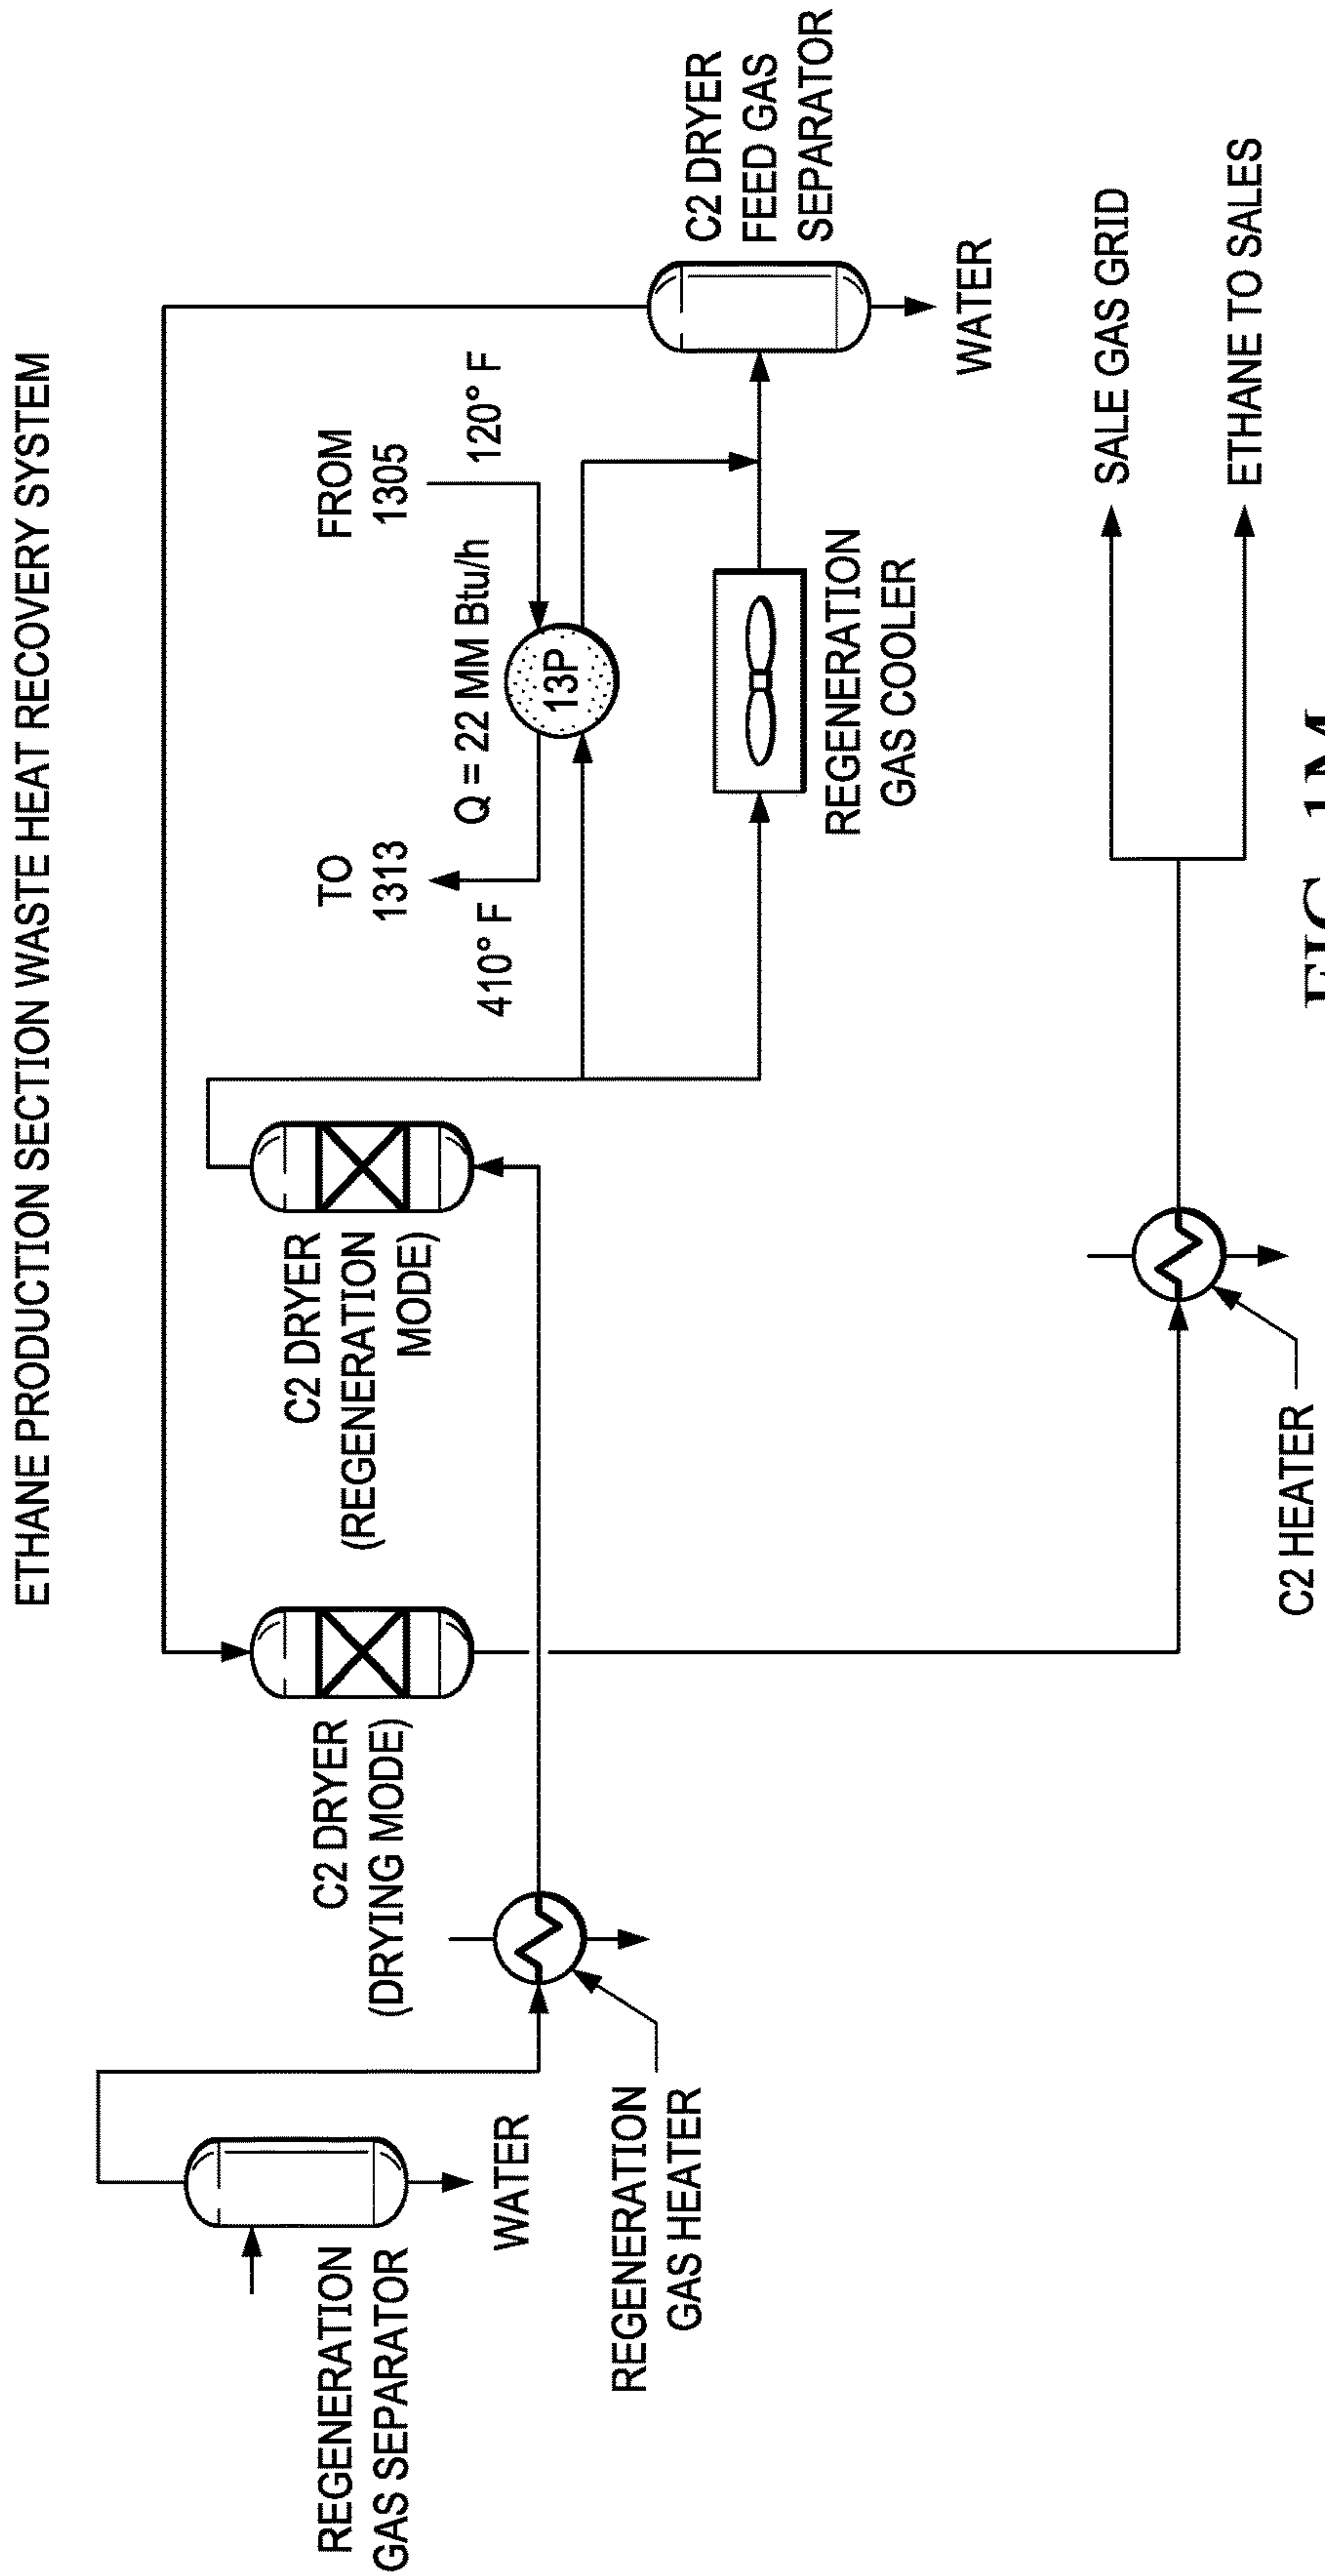 ETHANE PRODUCTION SECTION WASTE HEAT RECOVERY SYSTEM
REGENERATION
GAS SEPARATOR
WATER
REGENERATION
GAS HEATER
C2 DRYER
(DRYING MODE)
C2 DRYER
(REGENERATION
MODE)
TO
1313
410° F
Q = 22 MM Btu/h
13P
FROM
1305
120° F
REGENERATION
GAS COOLER
C2 DRYER
FEED GAS
SEPARATOR
WATER
C2 HEATER
SALE GAS GRID
ETHANE TO SALES
FIG. 1M